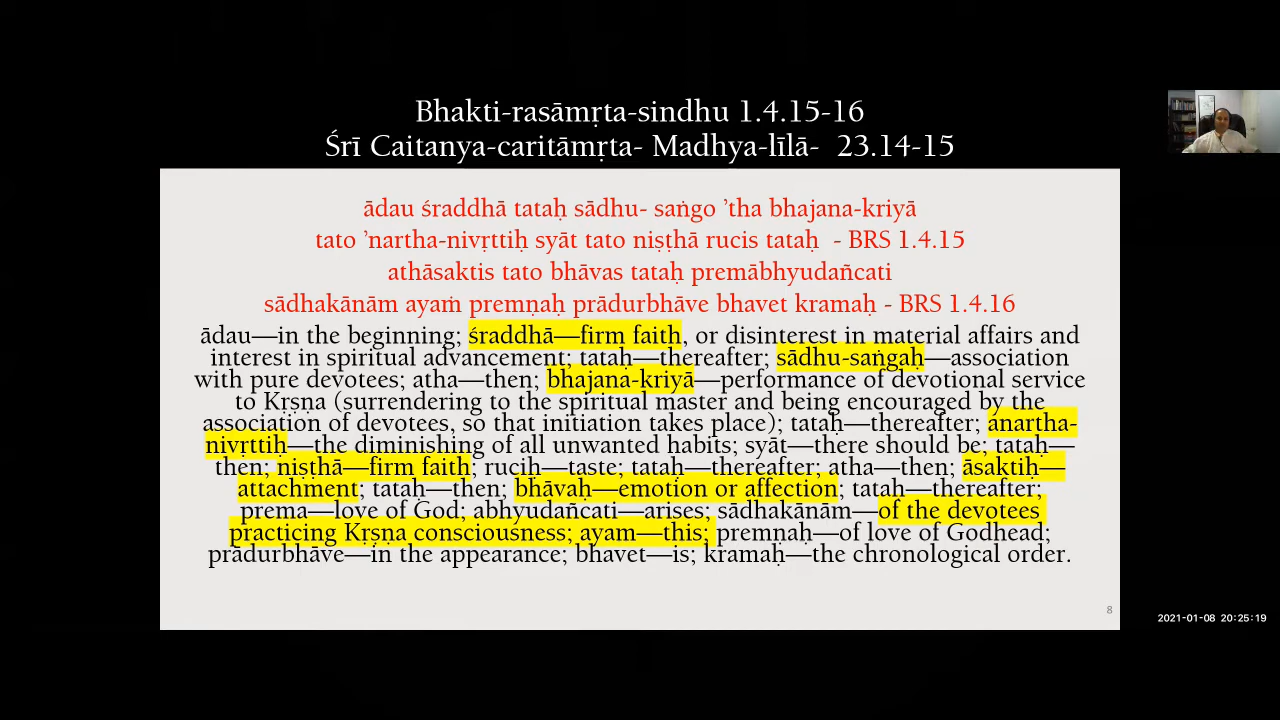 Bhakti-rasāmṛta-sindhu 1.4.15-16
Śrī Caitanya-caritāmṛta- Madhya-līlā- 23.14-15
ādau śraddhā tataḥ sādhu- saṅgo ’tha bhajana-kriyā
tato ’nartha-nivṛttiḥ syāt tato niṣṭhā rucis tataḥ - BRS 1.4.15
athāsaktis tato bhāvas tataḥ premābhyudañcati
sādhakānām ayaṁ premṇaḥ prādurbhāve bhavet kramaḥ - BRS 1.4.16
ādau—in the beginning; śraddhā—firm faith, or disinterest in material affairs and
interest in spiritual advancement; tataḥ—thereafter; sādhu-saṅgaḥ—association
with pure devotees; atha—then; bhajana-kriyā—performance of devotional service
to Kṛṣṇa (surrendering to the spiritual master and being encouraged by the
association of devotees, so that initiation takes place); tataḥ—thereafter; anartha-
nivṛttiḥ—the diminishing of all unwanted habits; syāt—there should be; tataḥ—
then; niṣṭhā—firm faith; ruciḥ—taste; tataḥ—thereafter; atha—then; āsaktiḥ—
attachment; tataḥ—then; bhāvaḥ—emotion or affection; tataḥ—thereafter;
prema—love of God; abhyudañcati—arises; sādhakānām—of the devotees
practicing Kṛṣṇa consciousness; ayam—this; premṇaḥ—of love of Godhead;
prādurbhāve—in the appearance; bhavet—is; kramaḥ—the chronological order.
8
2021-01-08 20:25:19